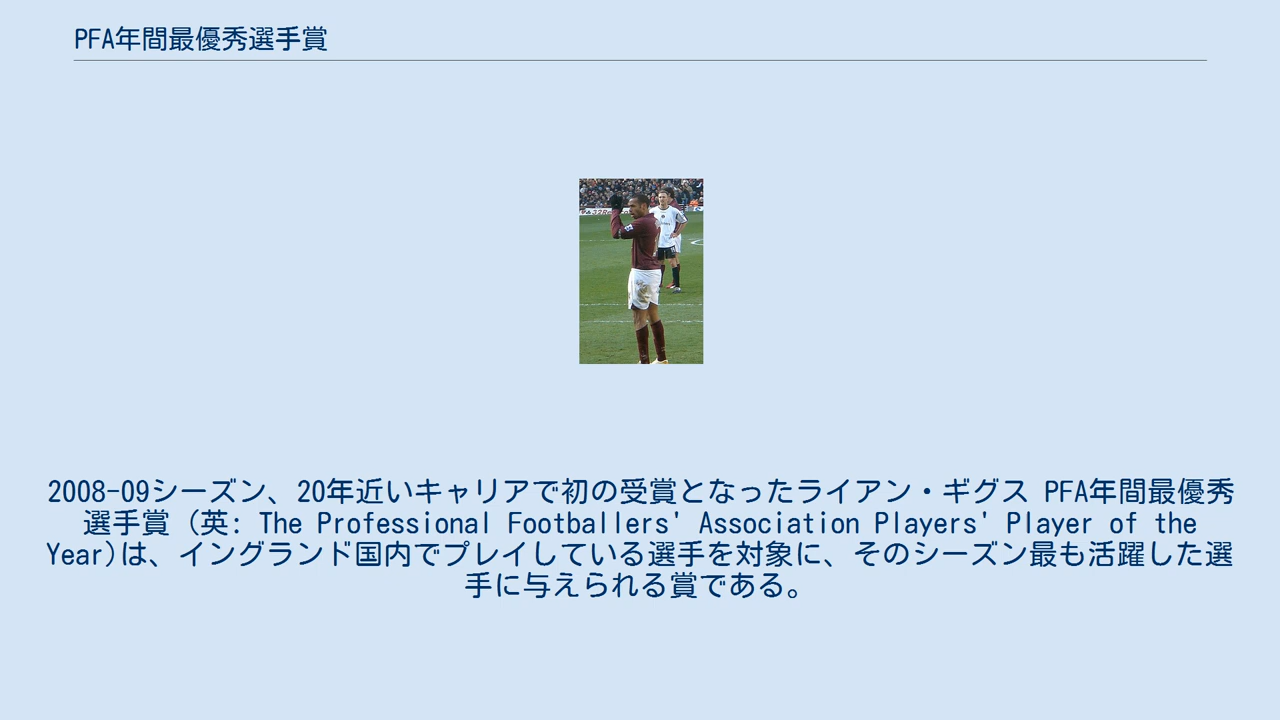 PFA年間最優秀選手賞
2008-09シーズン、20年近いキャリアで初の受賞となったライアン・ギグス PFA年間最優秀
選手賞（英: The Professional Footballers' Association Players' Player of the
Year)は、イングランド国内でプレイしている選手を対象に、そのシーズン最も活躍した選
手に与えられる賞である。